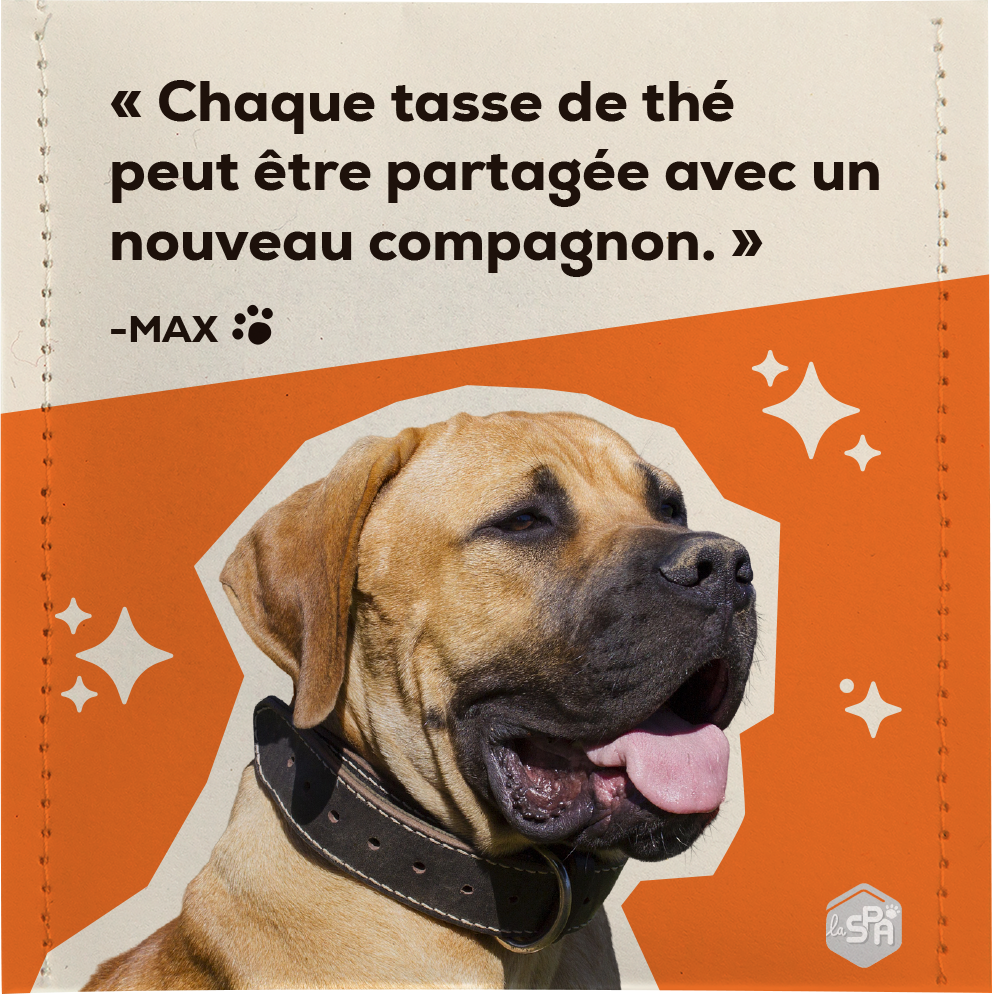 « Chaque tasse de thé
peut être partagée avec un
nouveau compagnon. »
-MAX
la SPA